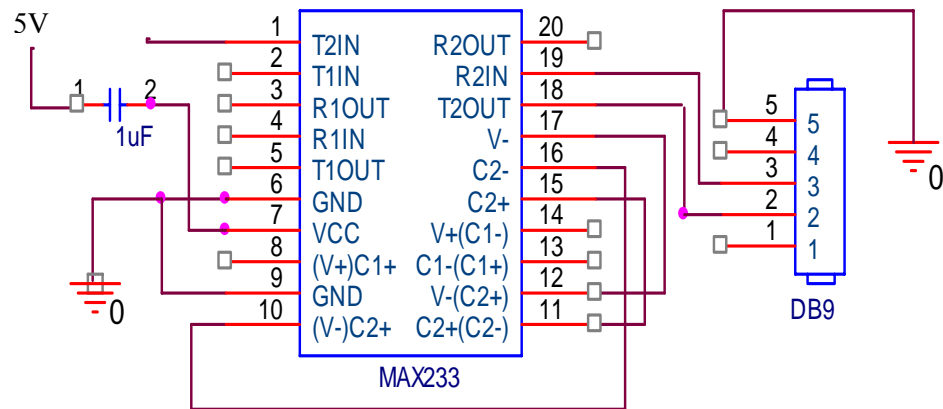 5V
1 2
1uF
1 T2IN
2 T1IN
3 R1OUT
4 R1IN
5 T1OUT
6 GND
7 VCC
8 (V+)C1+
9 GND
10 (V-)C2+
R2OUT 20
R2IN 19
T2OUT 18
V- 17
C2- 16
C2+ 15
V+(C1-) 14
C1-(C1+) 13
V-(C2+) 12
C2+(C2-) 11
MAX233
5 5
4 4
3 3
2 2
1 1
DB9
0
0